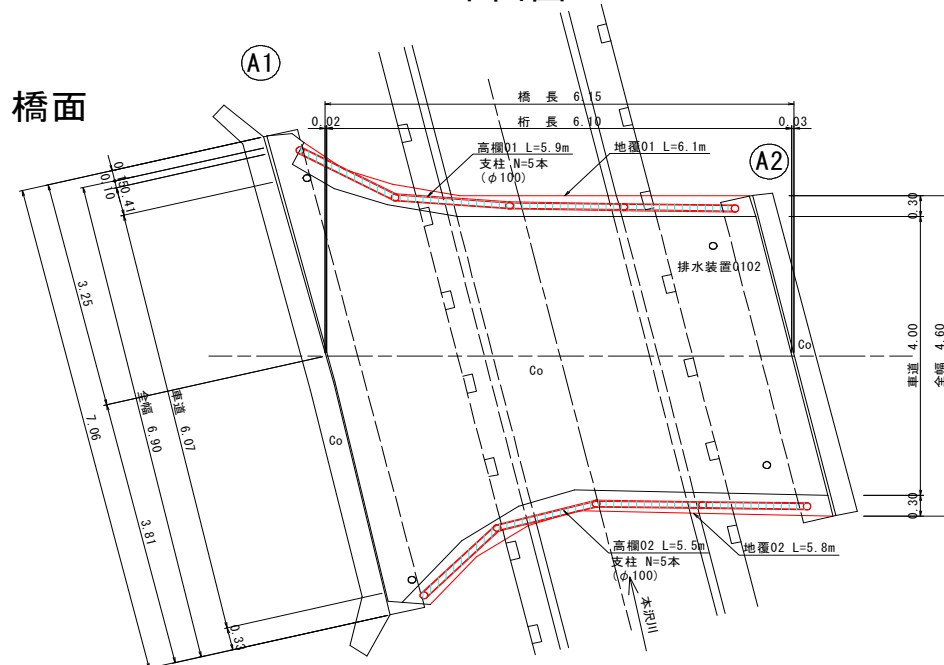 A1
橋面
橋 長 6.15
0.02
桁 長 6.10
0.03
高欄01 L=5.9m
支柱 N=5本
(φ100)
地覆01 L=6.1m
A2
0.10
0.41
3.25
7.06
全幅 6.90
車道 6.07
3.81
0.33
排水装置0102
0.30
車道 4.00
全幅 4.60
0.30
Co
Co
Co
高欄02 L=5.5m
支柱 N=5本
(φ100)
地覆02 L=5.8m
本沢川